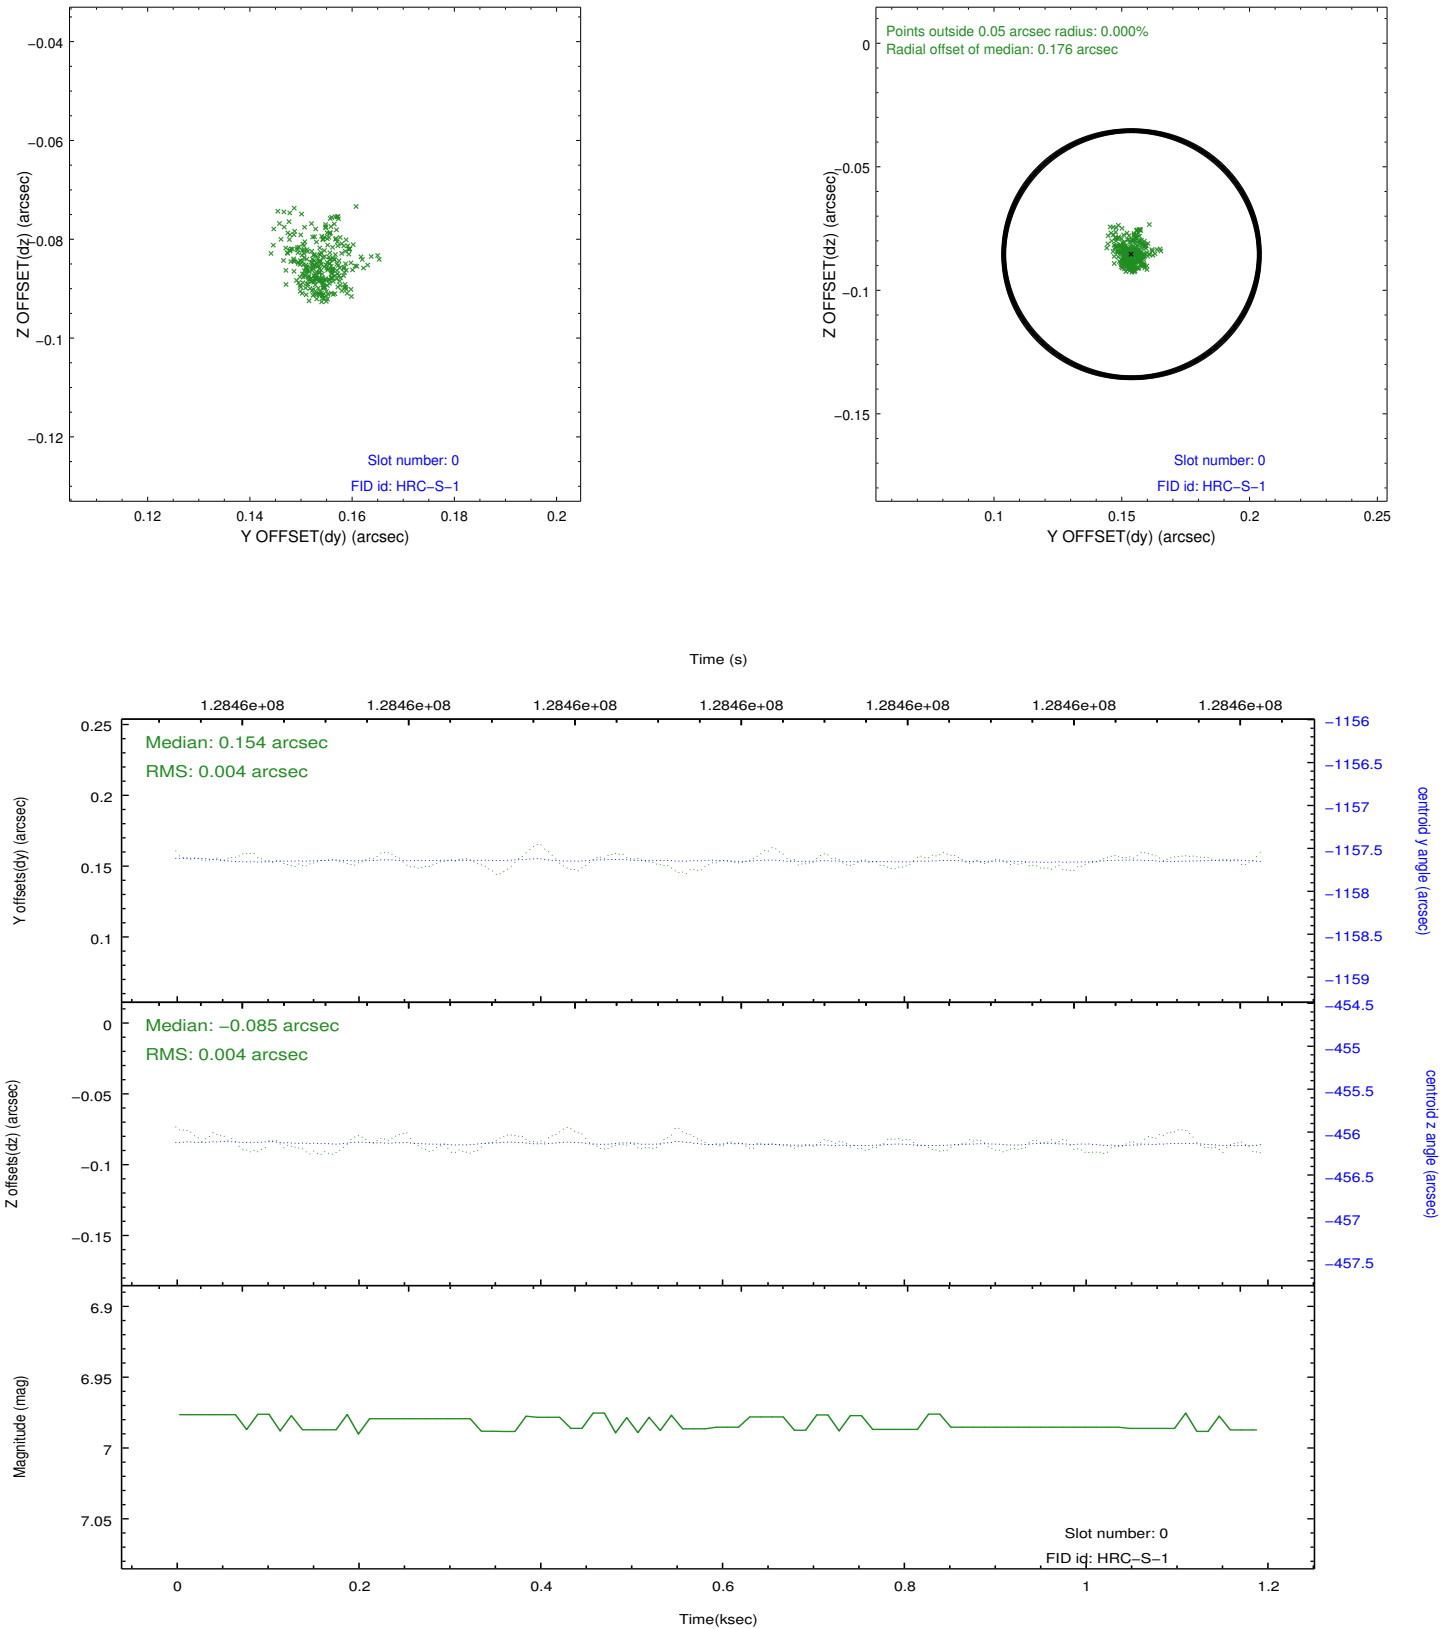 −0.04
−0.06
−0.08
−0.1
−0.12
Z OFFSET(dz) (arcsec)
0.12 0.14 0.16 0.18 0.2
Y OFFSET(dy) (arcsec)
Slot number: 0
FID id: HRC−S−1
Points outside 0.05 arcsec radius: 0.000%
Radial offset of median: 0.176 arcsec
0
−0.05
−0.1
−0.15
Z OFFSET(dz) (arcsec)
0.1 0.15 0.2 0.25
Y OFFSET(dy) (arcsec)
Slot number: 0
FID id: HRC−S−1
Time (s)
1.2846e+08 1.2846e+08 1.2846e+08 1.2846e+08 1.2846e+08 1.2846e+08 1.2846e+08
Median: 0.154 arcsec
RMS: 0.004 arcsec
0.25
0.2
0.15
0.1
Y offsets(dy) (arcsec)
−1156
−1156.5
−1157
−1157.5
−1158
−1158.5
−1159
centroid y angle (arcsec)
Median: −0.085 arcsec
RMS: 0.004 arcsec
0
−0.05
−0.1
−0.15
Z offsets(dz) (arcsec)
−454.5
−455
−455.5
−456
−456.5
−457
−457.5
centroid z angle (arcsec)
6.9
6.95
7
7.05
Magnitude (mag)
Slot number: 0
FID id: HRC−S−1
0 0.2 0.4 0.6 0.8 1 1.2
Time(ksec)